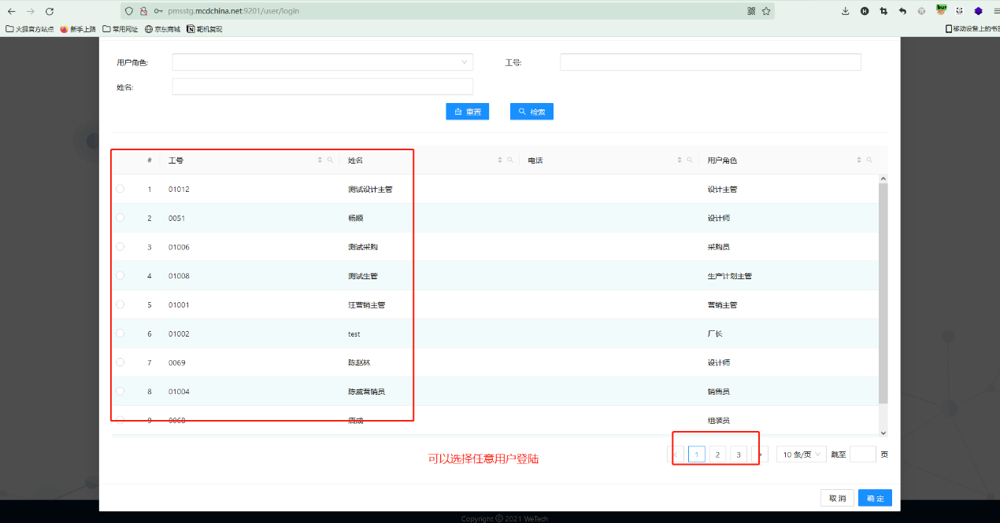 pmsstg.mcdchina.net:9201/user/login
火狐官方站点 新手上路 常用网址 京东商城 靶机复现 移动设备上的书签
用户角色: 工号:
姓名:
重置 检索
# 工号 姓名 电话 用户角色
1 01012 测试设计主管 设计主管
2 0051 杨顺 设计师
3 01006 测试采购 采购员
4 01008 测试生管 生产计划主管
5 01001 汪营销主管 营销主管
6 01002 test 厂长
7 0069 陈赵林 设计师
8 01004 陈威营销员 销售员
9 0068 唐成 组装员
可以选择任意用户登陆
1 2 3 10 条/页 跳至 页
取 消 确 定
Copyright © 2021 WeTech